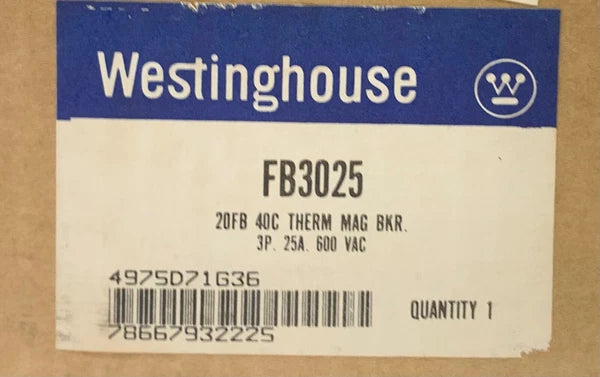 Westinghouse
FB3025
20FB 40C THERM MAG BKR.
3P. 25A. 600 VAC
4975D71G36
78667932225
QUANTITY 1